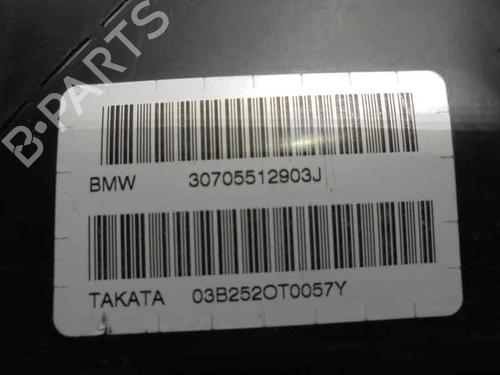 B-PARTS
BMW 30705512903J
TAKATA 03B252OT0057Y